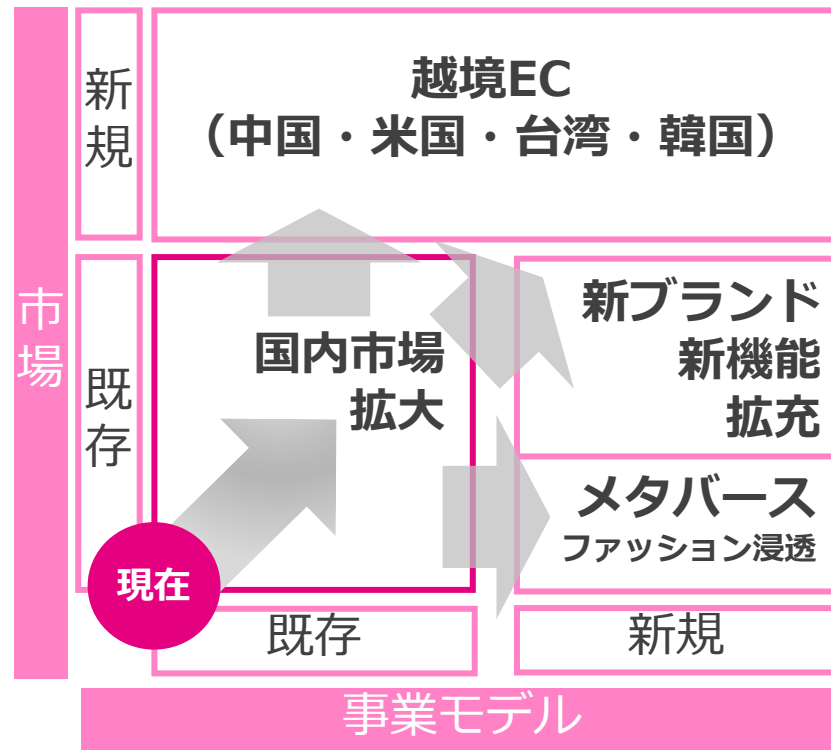 新規
越境EC
（中国・米国・台湾・韓国）
市場
既存
国内市場
拡大
新ブランド
新機能
拡充
メタバース
ファッション浸透
現在
既存
新規
事業モデル